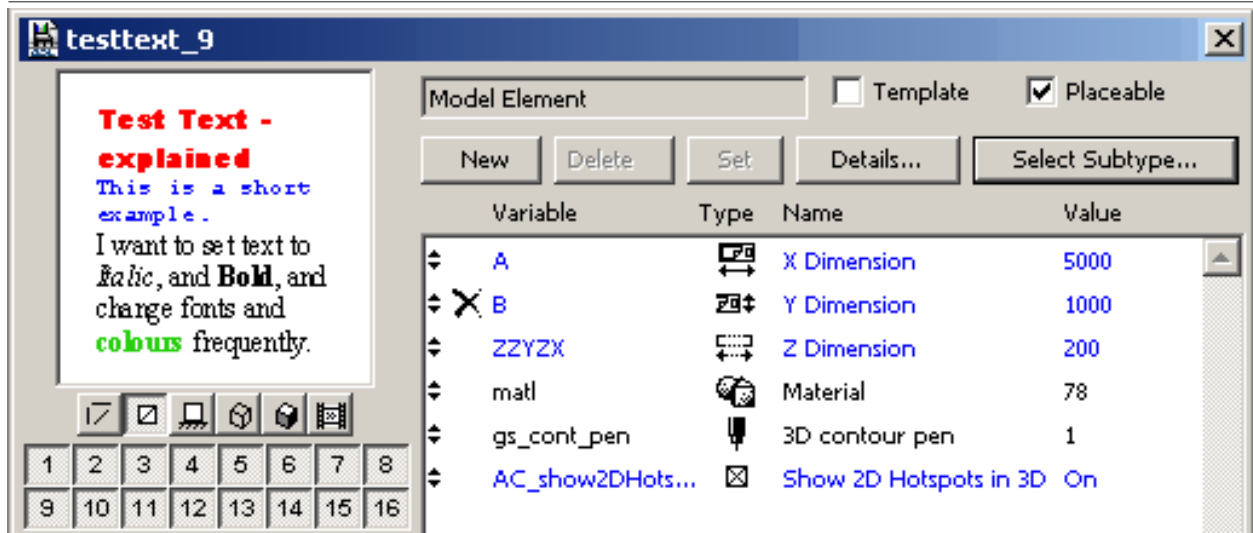 testtext_9
Test Text -
explained
This is a short
example.
I want to set text to
Italic, and Bold, and
change fonts and
colours frequently.
1 2 3 4 5 6 7 8
9 10 11 12 13 14 15 16
Model Element Template Placeable
New Delete Set Details... Select Subtype...
Variable Type Name Value
A X Dimension 5000
B Y Dimension 1000
ZZYZX Z Dimension 200
matl Material 78
gs_cont_pen 3D contour pen 1
AC_show2DHots... Show 2D Hotspots in 3D On